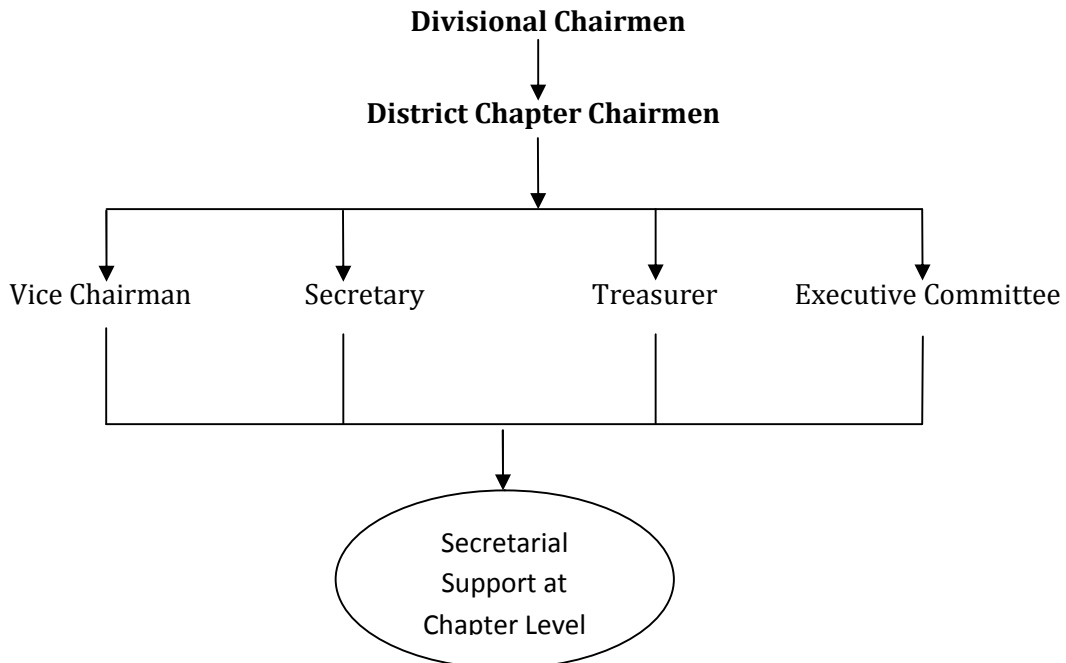 Divisional Chairmen
District Chapter Chairmen
Vice Chairman Secretary Treasurer Executive Committee
Secretarial
Support at
Chapter Level